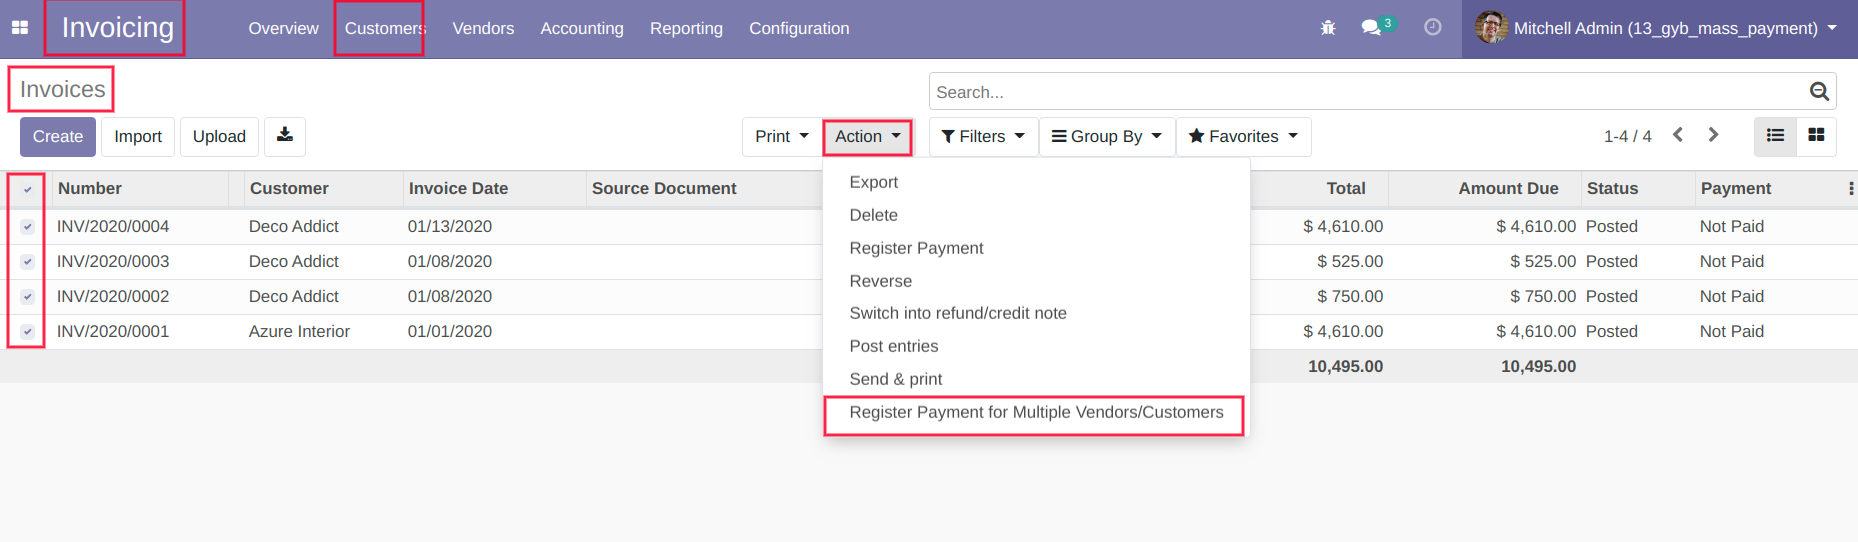 Invoicing Overview Customers Vendors Accounting Reporting Configuration 3 Mitchell Admin (13_gyb_mass_payment)
Invoices
Search...
Create Import Upload Print Action Filters Group By Favorites 1-4 / 4
Number Customer Invoice Date Source Document Total Amount Due Status Payment
INV/2020/0004 Deco Addict 01/13/2020 $ 4,610.00 $ 4,610.00 Posted Not Paid
INV/2020/0003 Deco Addict 01/08/2020 $ 525.00 $ 525.00 Posted Not Paid
INV/2020/0002 Deco Addict 01/08/2020 $ 750.00 $ 750.00 Posted Not Paid
INV/2020/0001 Azure Interior 01/01/2020 $ 4,610.00 $ 4,610.00 Posted Not Paid
10,495.00 10,495.00
Export
Delete
Register Payment
Reverse
Switch into refund/credit note
Post entries
Send & print
Register Payment for Multiple Vendors/Customers